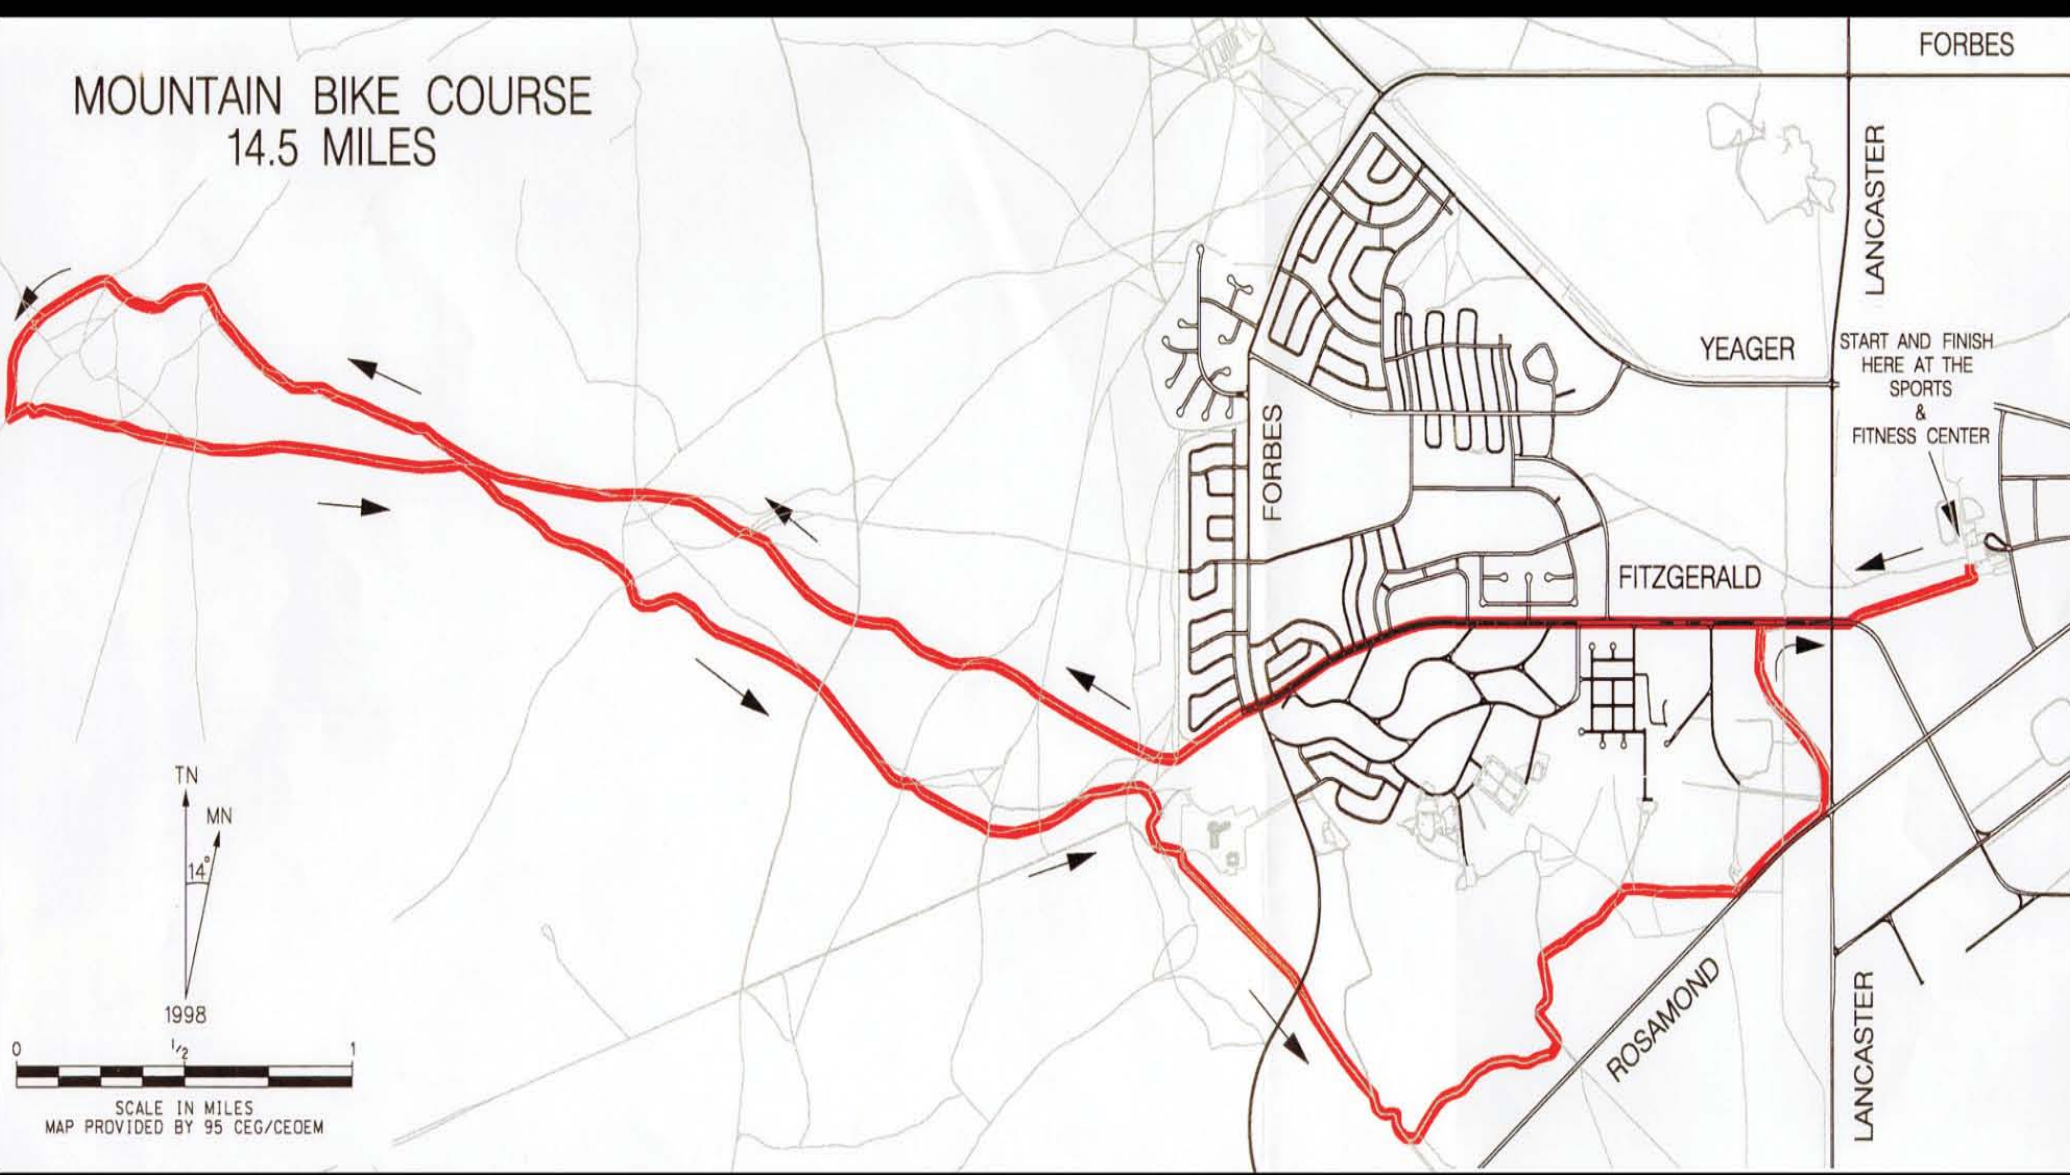 MOUNTAIN BIKE COURSE
14.5 MILES
FORBES
LANCASTER
YEAGER
START AND FINISH
HERE AT THE
SPORTS
&
FITNESS CENTER
FORBES
FITZGERALD
ROSAMOND
LANCASTER
TN
MN
14°
1998
0 1/2 1
SCALE IN MILES
MAP PROVIDED BY 95 CEG/CEOEM